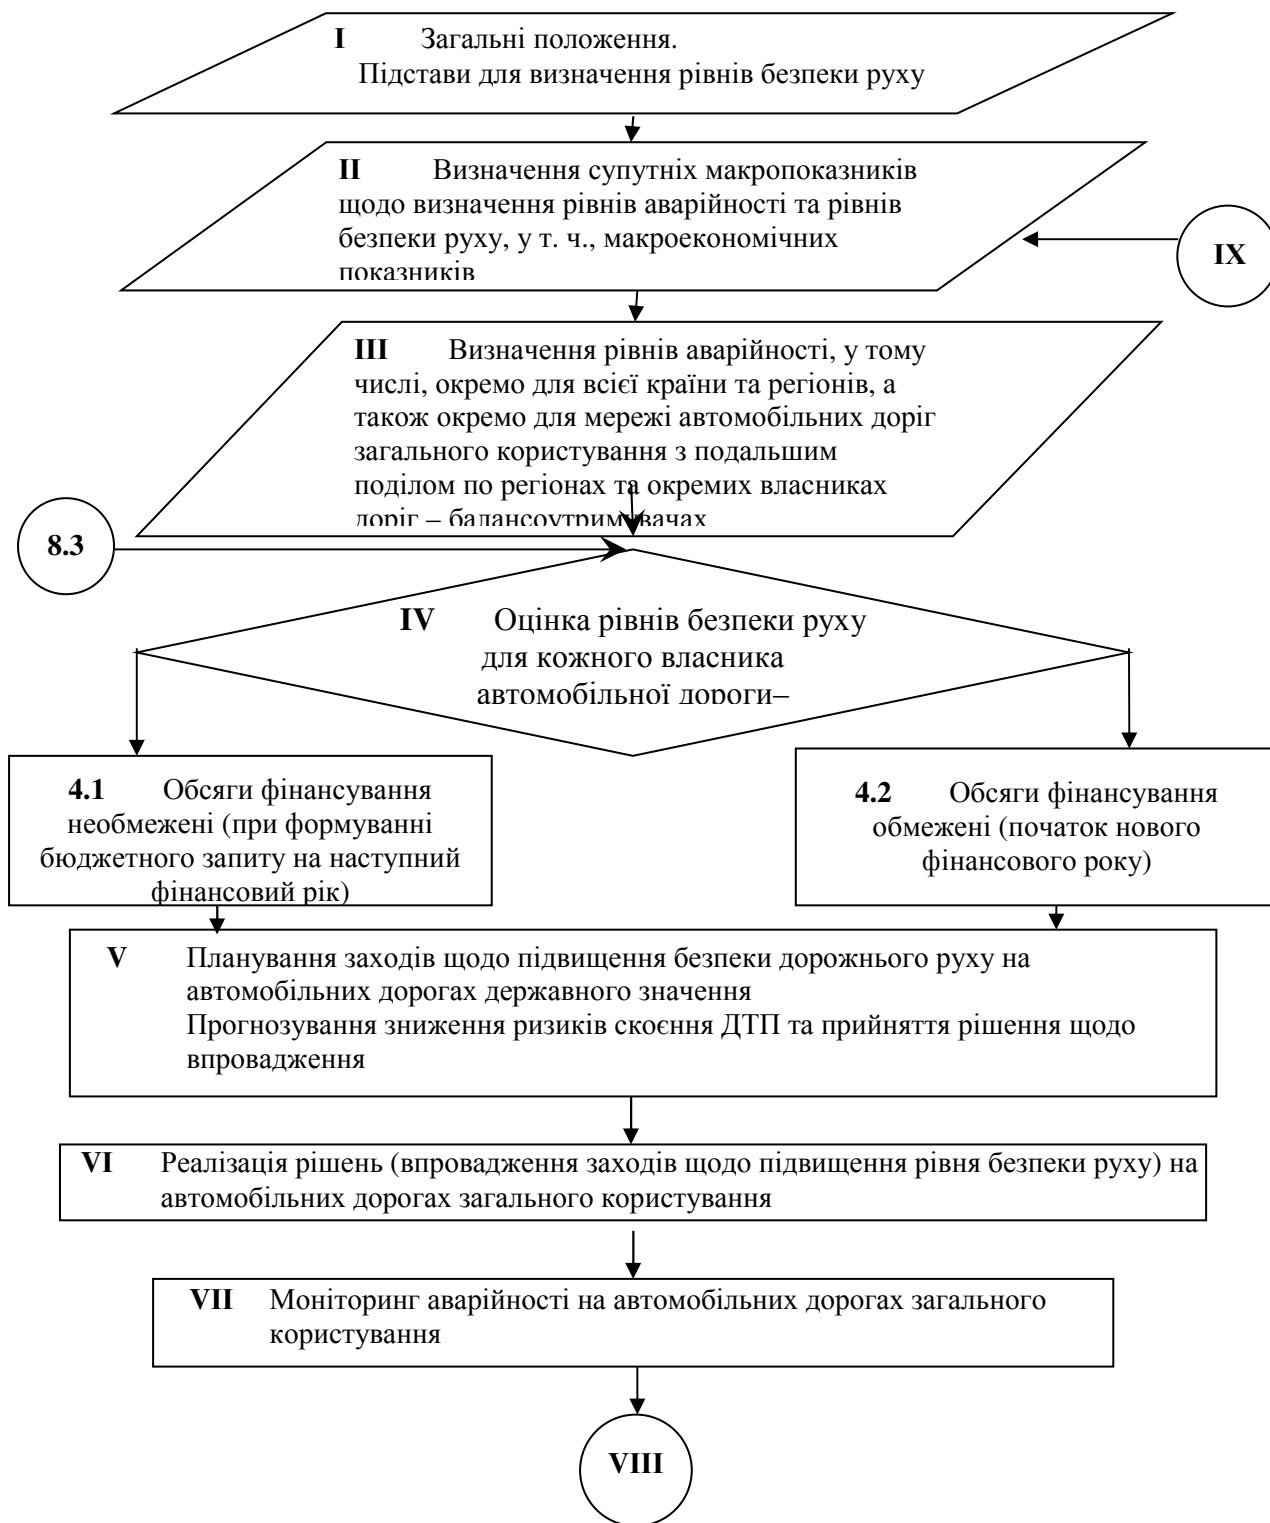 I Загальні положення.
Підстави для визначення рівнів безпеки руху
II Визначення супутніх макропоказників
щодо визначення рівнів аварійності та рівнів
безпеки руху, у т. ч., макроекономічних
показників
IX
III Визначення рівнів аварійності, у тому
числі, окремо для всієї країни та регіонів, а
також окремо для мережі автомобільних доріг
загального користування з подальшим
поділом по регіонах та окремих власниках
доріг – балансоутримувачах
8.3
IV Оцінка рівнів безпеки руху
для кожного власника
автомобільної дороги–
4.1 Обсяги фінансування
необмежені (при формуванні
бюджетного запиту на наступний
фінансовий рік)
4.2 Обсяги фінансування
обмежені (початок нового
фінансового року)
V Планування заходів щодо підвищення безпеки дорожнього руху на
автомобільних дорогах державного значення
Прогнозування зниження ризиків скоєння ДТП та прийняття рішення щодо
впровадження
VI Реалізація рішень (впровадження заходів щодо підвищення рівня безпеки руху) на
автомобільних дорогах загального користування
VII Моніторинг аварійності на автомобільних дорогах загального
користування
VIII